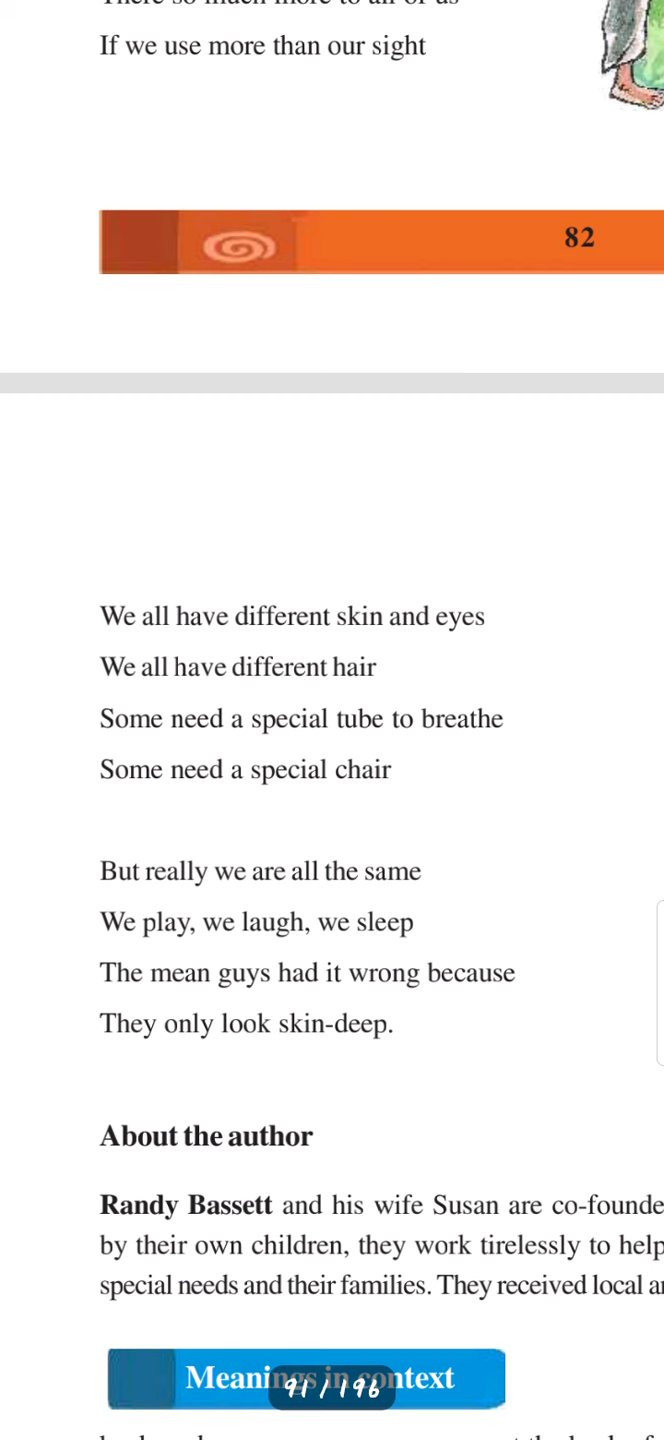 If we use more than our sight
82
We all have different skin and eyes
We all have different hair
Some need a special tube to breathe
Some need a special chair
But really we are all the same
We play, we laugh, we sleep
The mean guys had it wrong because
They only look skin-deep.
About the author
Randy Bassett and his wife Susan are co-founde
by their own children, they work tirelessly to help
special needs and their families. They received local a
Meanings in context
91 / 196